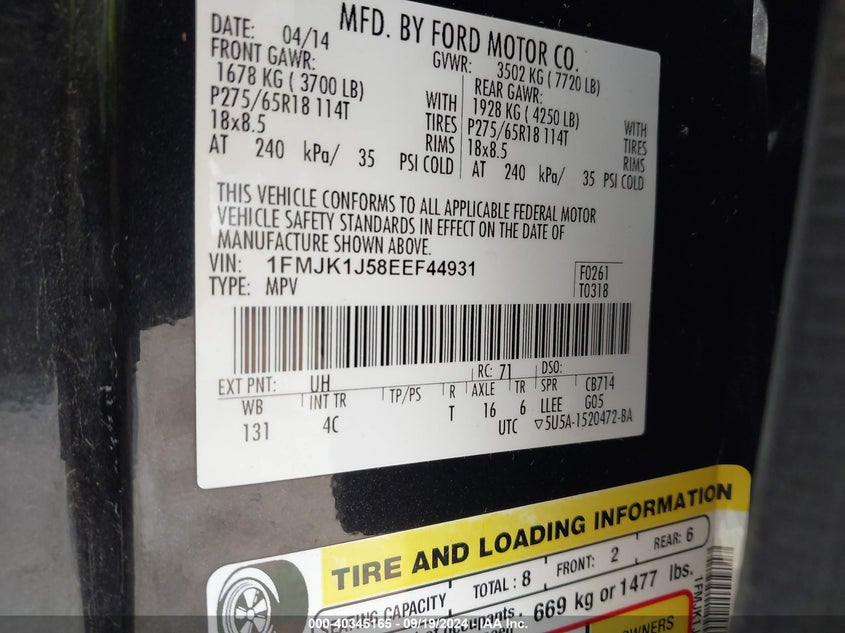 MFD. BY FORD MOTOR CO.
DATE: 04/14
GVWR: 3502 KG ( 7720 LB)
FRONT GAWR:
REAR GAWR:
1678 KG ( 3700 LB)
1928 KG ( 4250 LB)
P275/65R18 114T WITH TIRES
P275/65R18 114T WITH TIRES
18x8.5 RIMS
18x8.5 RIMS
AT 240 kPa/ 35 PSI COLD
AT 240 kPa/ 35 PSI COLD
THIS VEHICLE CONFORMS TO ALL APPLICABLE FEDERAL MOTOR
VEHICLE SAFETY STANDARDS IN EFFECT ON THE DATE OF
MANUFACTURE SHOWN ABOVE.
VIN: 1FMJK1J58EEF44931
F0261
TYPE: MPV
T0318
EXT PNT: UH RC: 71 DSO:
WB INT TR TP/PS R AXLE TR SPR CB714
131 4C T 16 6 LLEE G05
UTC ▽5U5A-1520472-BA
TIRE AND LOADING INFORMATION
SEATING CAPACITY TOTAL : 8 FRONT: 2 REAR: 6
of occupants 669 kg or 1477 lbs.
OWNERS
1FMJK1
000-40345165 - 09/19/2024 - IAA Inc.